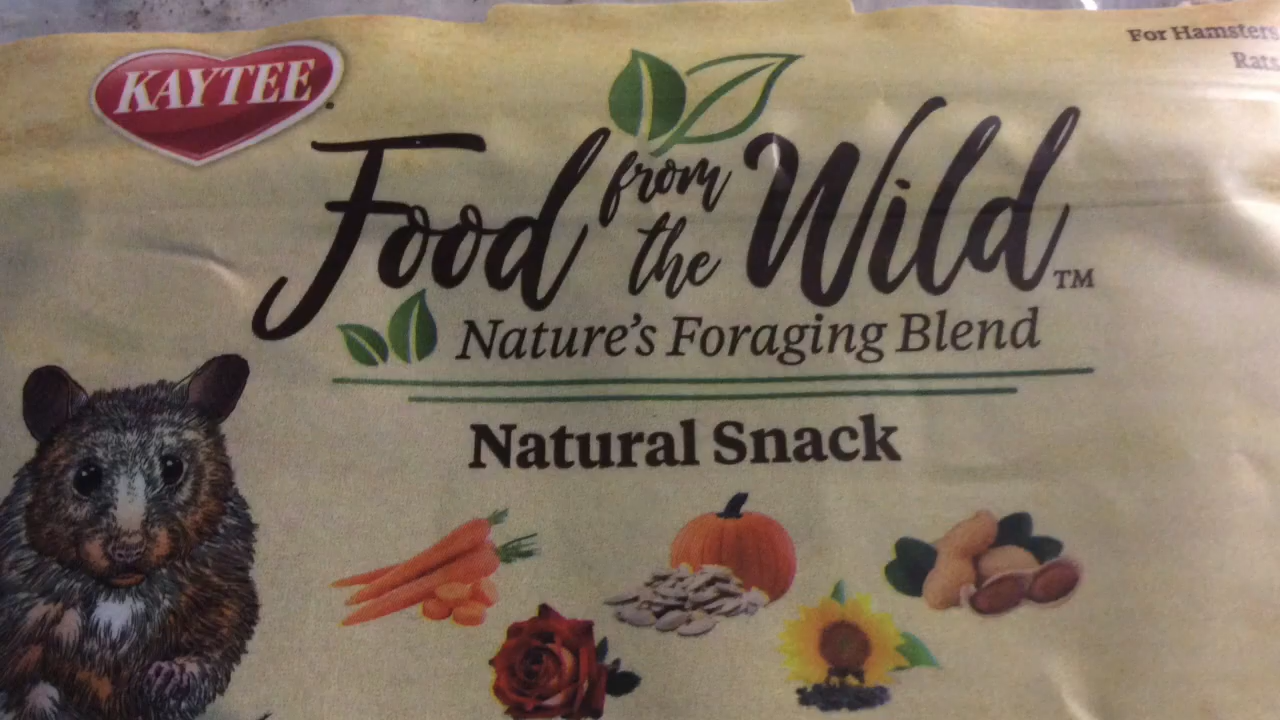 KAYTEE
For Hamsters
Rats
Food from the Wild™
Nature's Foraging Blend
Natural Snack